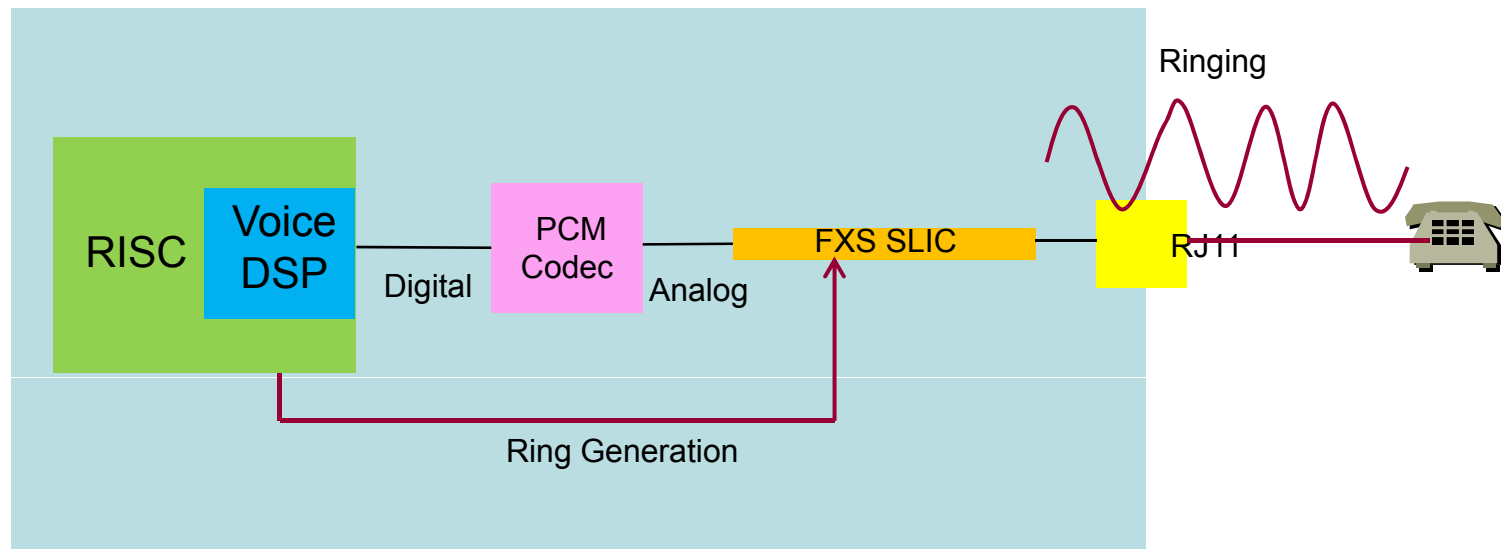 Ringing
RISC
Voice
DSP
Digital
PCM
Codec
Analog
FXS SLIC
RJ11
Ring Generation